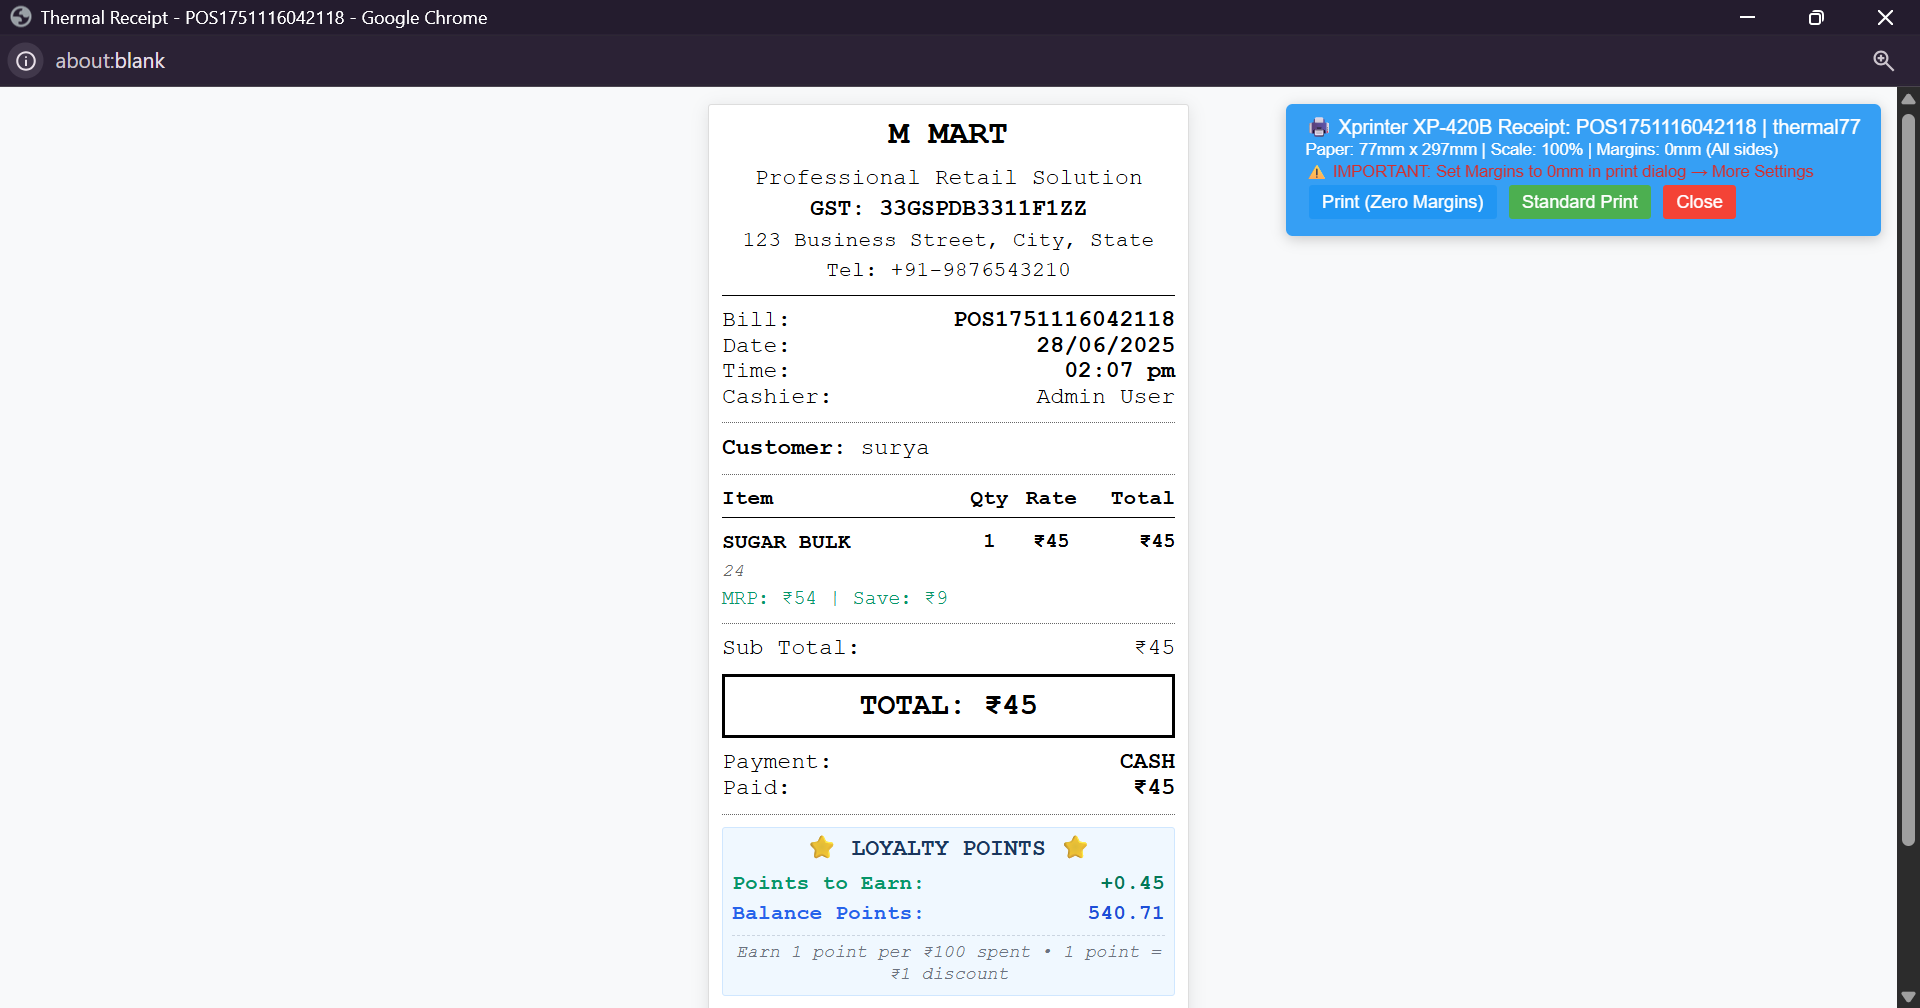 Thermal Receipt - POS1751116042118 - Google Chrome
about:blank
M MART
Professional Retail Solution
GST: 33GSPDB3311F1ZZ
123 Business Street, City, State
Tel: +91-9876543210
Bill: POS1751116042118
Date: 28/06/2025
Time: 02:07 pm
Cashier: Admin User
Customer: surya
Item Qty Rate Total
SUGAR BULK 1 ₹45 ₹45
24
MRP: ₹54 | Save: ₹9
Sub Total: ₹45
TOTAL: ₹45
Payment: CASH
Paid: ₹45
⭐ LOYALTY POINTS ⭐
Points to Earn: +0.45
Balance Points: 540.71
Earn 1 point per ₹100 spent • 1 point =
₹1 discount
🖨️ Xprinter XP-420B Receipt: POS1751116042118 | thermal77
Paper: 77mm x 297mm | Scale: 100% | Margins: 0mm (All sides)
⚠️ IMPORTANT: Set Margins to 0mm in print dialog → More Settings
Print (Zero Margins) Standard Print Close